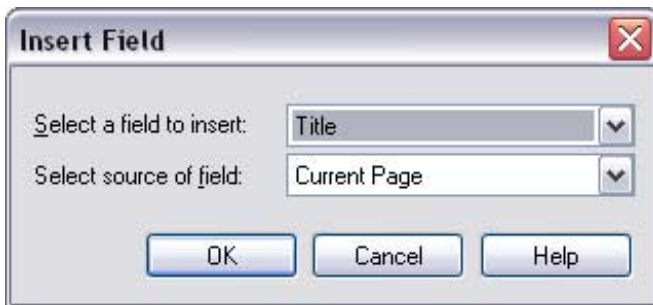 Insert Field
Select a field to insert: Title
Select source of field: Current Page
OK Cancel Help